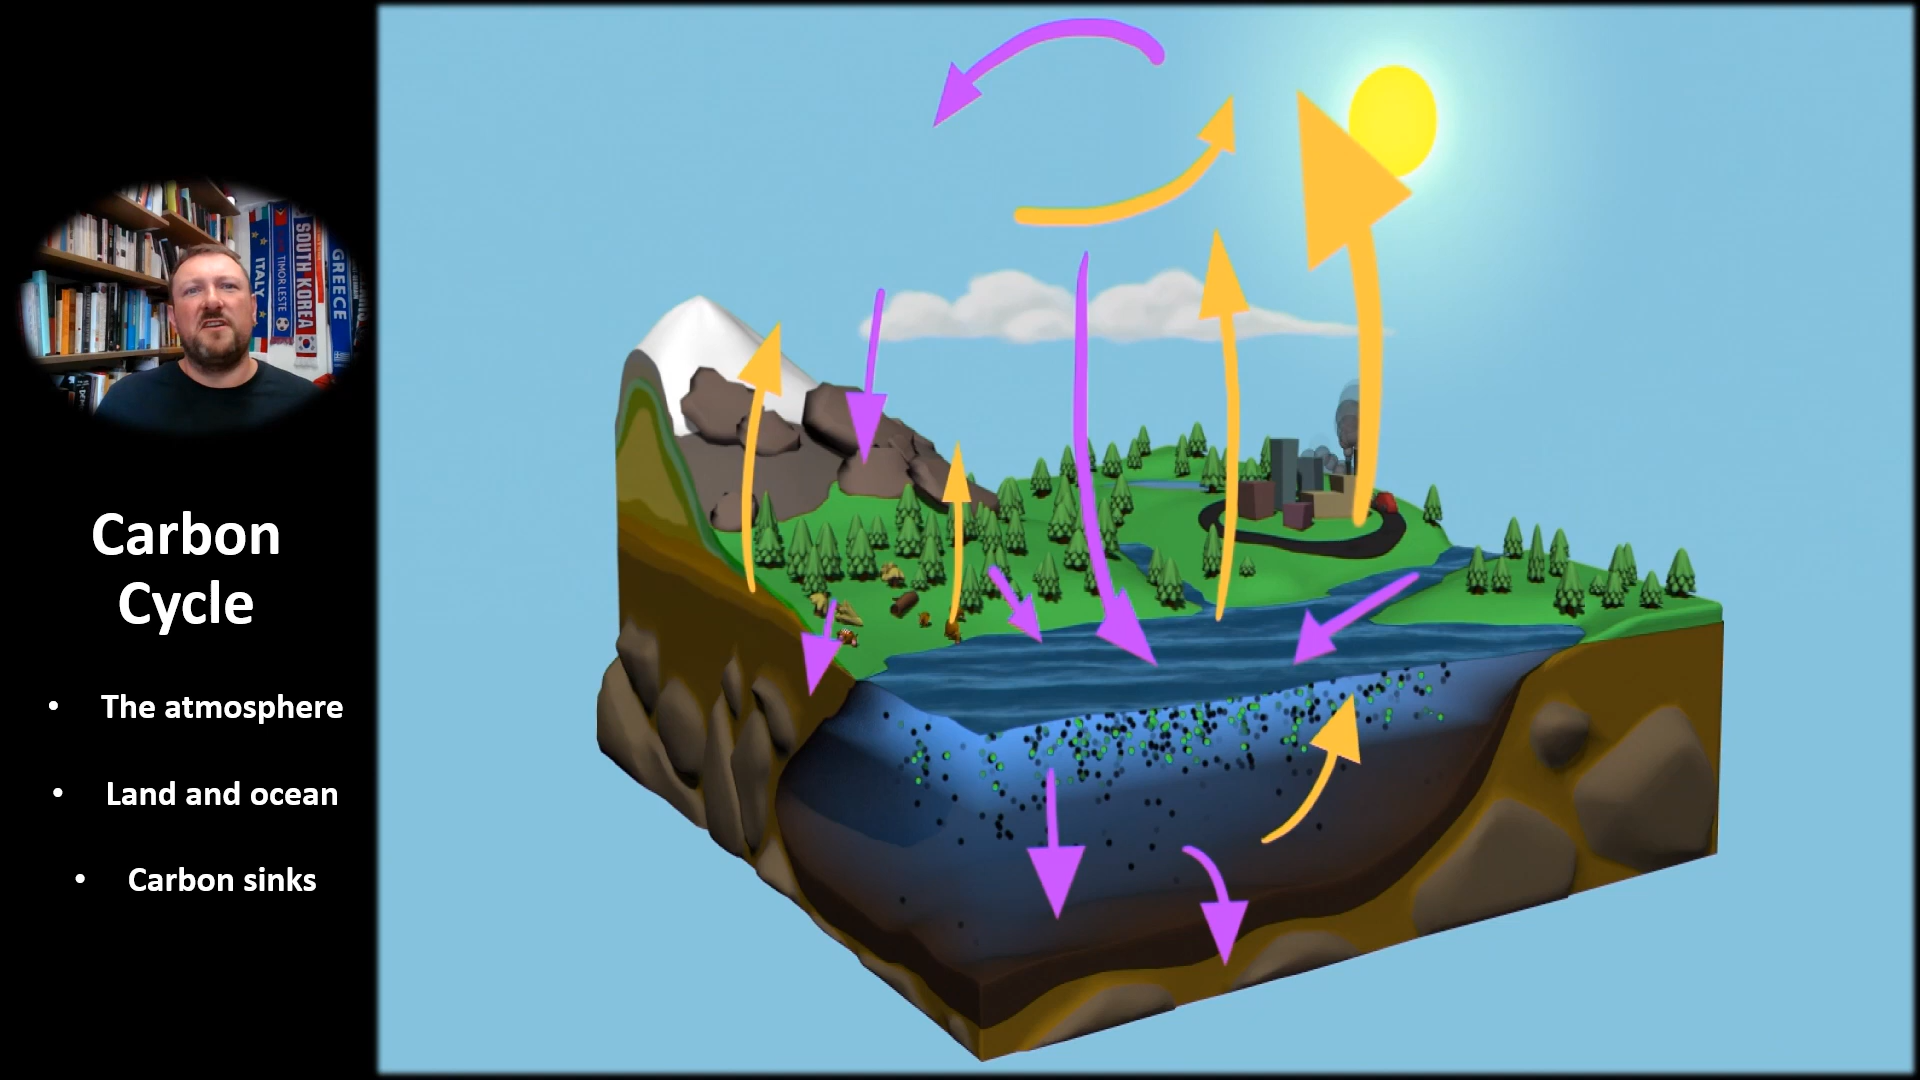 ITALY
TIMOR LESTE
SOUTH KOREA
GREECE
Carbon
Cycle
• The atmosphere
• Land and ocean
• Carbon sinks